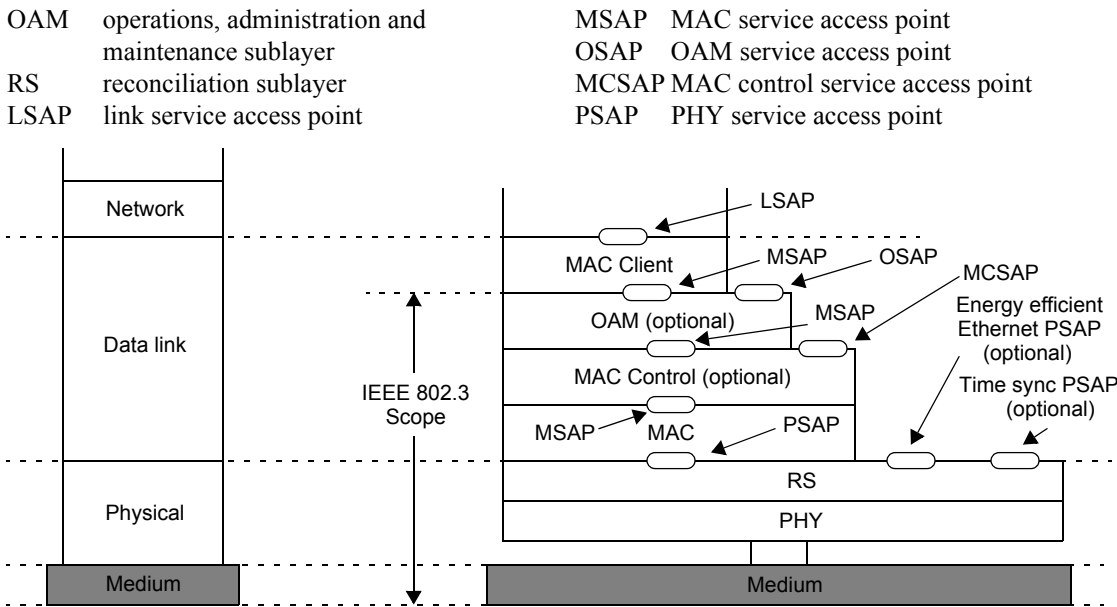 OAM operations, administration and
maintenance sublayer
RS reconciliation sublayer
LSAP link service access point
MSAP MAC service access point
OSAP OAM service access point
MCSAP MAC control service access point
PSAP PHY service access point
Network
Data link
Physical
Medium
IEEE 802.3
Scope
LSAP
MAC Client
MSAP
OSAP
MCSAP
OAM (optional)
MSAP
Energy efficient
Ethernet PSAP
(optional)
MAC Control (optional)
Time sync PSAP
(optional)
MSAP
MAC
PSAP
RS
PHY
Medium